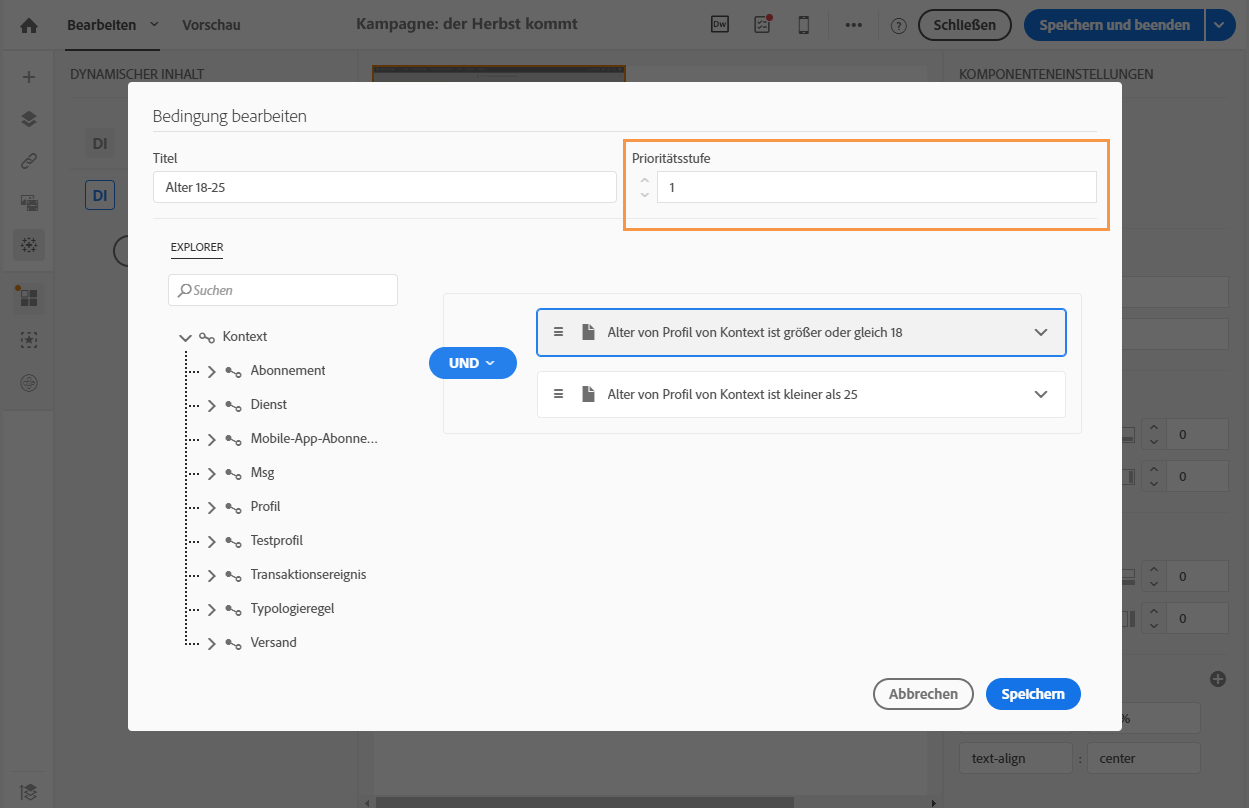 Bearbeiten
Vorschau
Kampagne: der Herbst kommt
Dw
?
Schließen
Speichern und beenden
DYNAMISCHER INHALT
KOMPONENTENEINSTELLUNGEN
DI
DI
Bedingung bearbeiten
Titel
Prioritätsstufe
Alter 18-25
1
EXPLORER
Suchen
Kontext
Abonnement
Dienst
Mobile-App-Abonne...
Msg
Profil
Testprofil
Transaktionsereignis
Typologieregel
Versand
UND
Alter von Profil von Kontext ist größer oder gleich 18
Alter von Profil von Kontext ist kleiner als 25
0
0
0
0
Abbrechen
Speichern
%
text-align : center